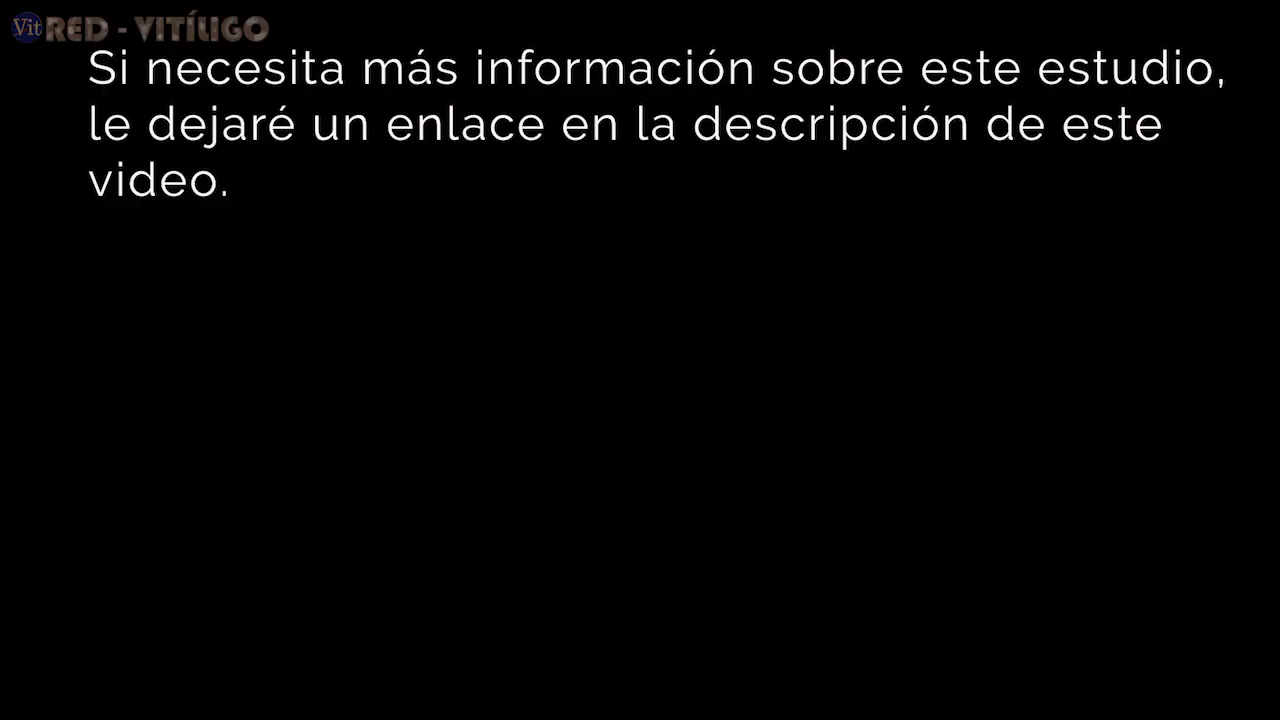 Vit RED - VITÍLIGO
Si necesita más información sobre este estudio,
le dejaré un enlace en la descripción de este
video.